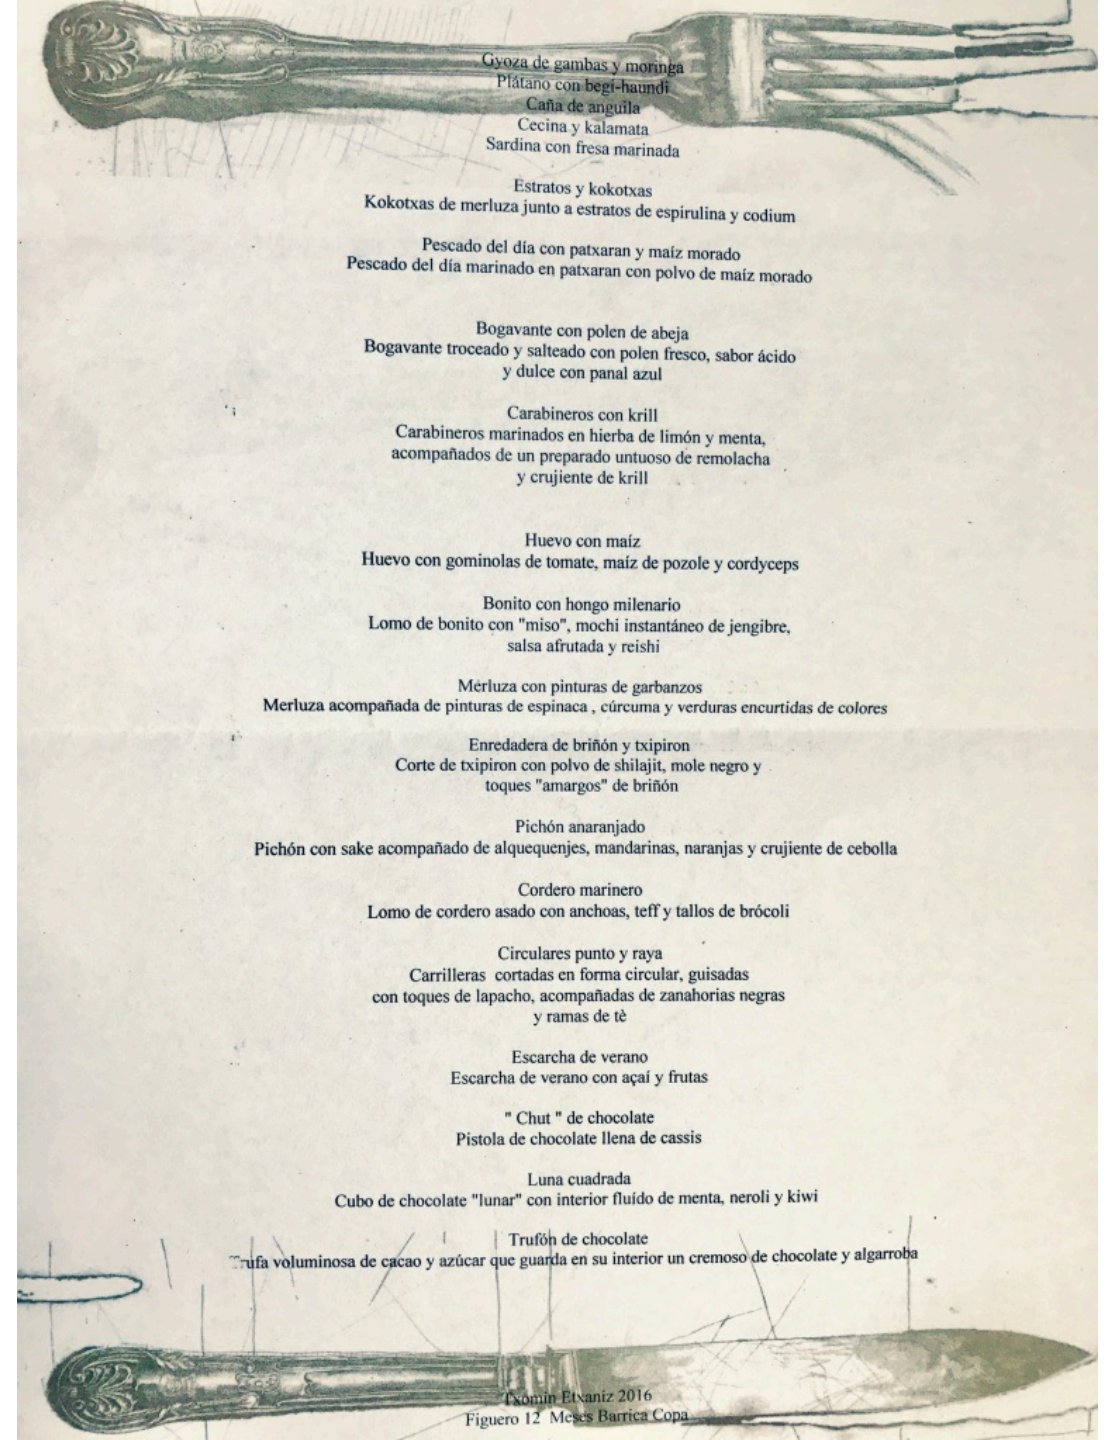 Gyoza de gambas y moringa
Plátano con begi-haundi
Caña de anguila
Cecina y kalamata
Sardina con fresa marinada
Estratos y kokotxas
Kokotxas de merluza junto a estratos de espirulina y codium
Pescado del día con patxaran y maíz morado
Pescado del día marinado en patxaran con polvo de maíz morado
Bogavante con polen de abeja
Bogavante troceado y salteado con polen fresco, sabor ácido
y dulce con panal azul
Carabineros con krill
Carabineros marinados en hierba de limón y menta,
acompañados de un preparado untuoso de remolacha
y crujiente de krill
Huevo con maíz
Huevo con gominolas de tomate, maíz de pozole y cordyceps
Bonito con hongo milenario
Lomo de bonito con "miso", mochi instantáneo de jengibre,
salsa afrutada y reishi
Merluza con pinturas de garbanzos
Merluza acompañada de pinturas de espinaca , cúrcuma y verduras encurtidas de colores
Enredadera de briñón y txipiron
Corte de txipiron con polvo de shilajit, mole negro y
toques "amargos" de briñón
Pichón anaranjado
Pichón con sake acompañado de alquequenjes, mandarinas, naranjas y crujiente de cebolla
Cordero marinero
Lomo de cordero asado con anchoas, teff y tallos de brócoli
Circulares punto y raya
Carrilleras cortadas en forma circular, guisadas
con toques de lapacho, acompañadas de zanahorias negras
y ramas de tè
Escarcha de verano
Escarcha de verano con açaí y frutas
" Chut " de chocolate
Pistola de chocolate llena de cassis
Luna cuadrada
Cubo de chocolate "lunar" con interior fluído de menta, neroli y kiwi
Trufón de chocolate
Trufa voluminosa de cacao y azúcar que guarda en su interior un cremoso de chocolate y algarroba
Txomin Etxaniz 2016
Figuero 12 Meses Barrica Copa